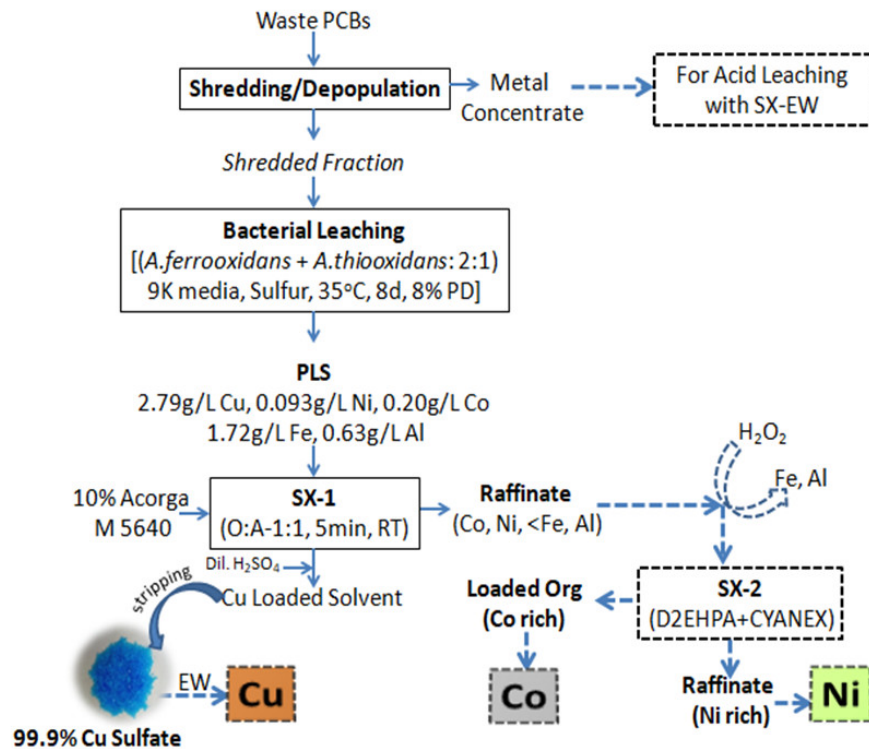 Waste PCBs
Shredding/Depopulation
Metal
Concentrate
For Acid Leaching
with SX-EW
Shredded Fraction
Bacterial Leaching
[(A.ferrooxidans + A.thiooxidans: 2:1)
9K media, Sulfur, 35°C, 8d, 8% PD]
PLS
2.79g/L Cu, 0.093g/L Ni, 0.20g/L Co
1.72g/L Fe, 0.63g/L Al
H₂O₂
Fe, Al
10% Acorga
M 5640
SX-1
(O:A-1:1, 5min, RT)
Raffinate
(Co, Ni, <Fe, Al)
Dil. H₂SO₄
stripping
Cu Loaded Solvent
Loaded Org
(Co rich)
SX-2
(D2EHPA+CYANEX)
EW
Cu
Co
Raffinate
(Ni rich)
Ni
99.9% Cu Sulfate